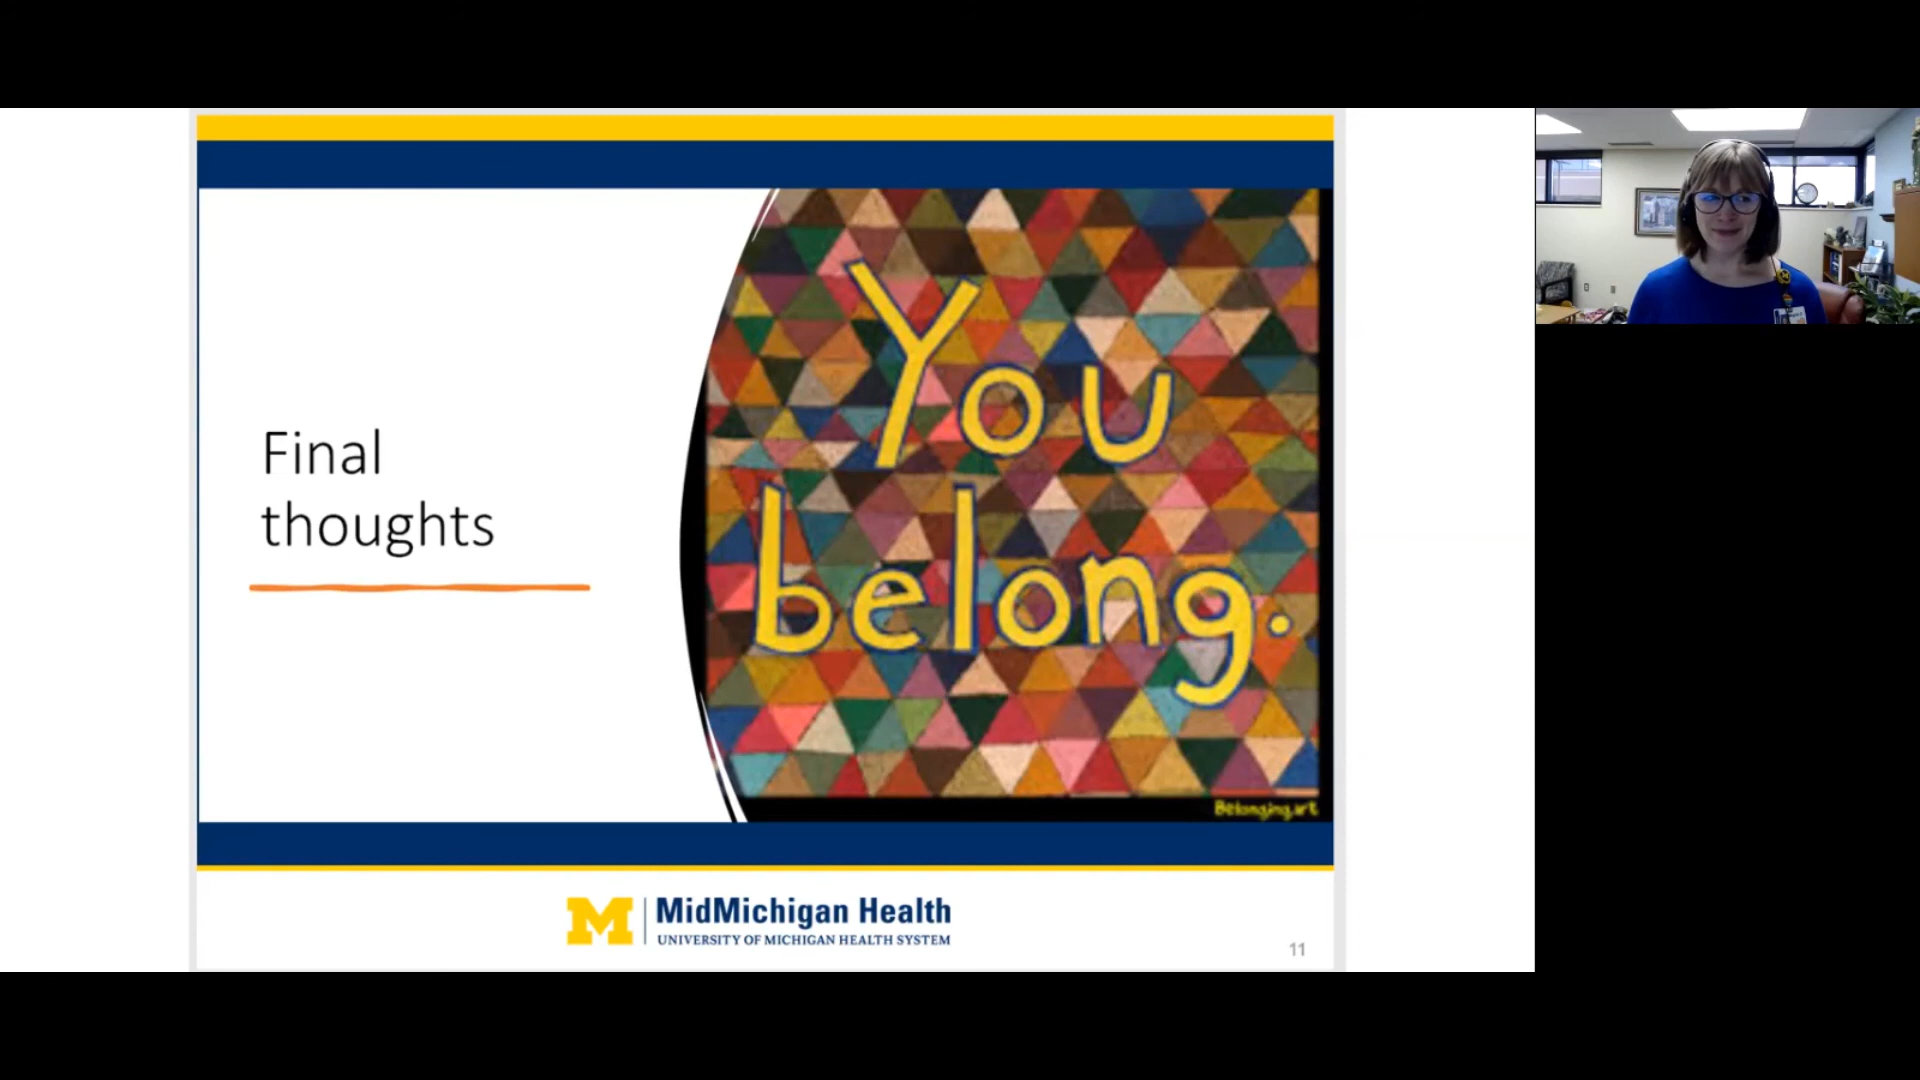 Final
thoughts
You
belong.
Belonging.art
M
MidMichigan Health
UNIVERSITY OF MICHIGAN HEALTH SYSTEM
11